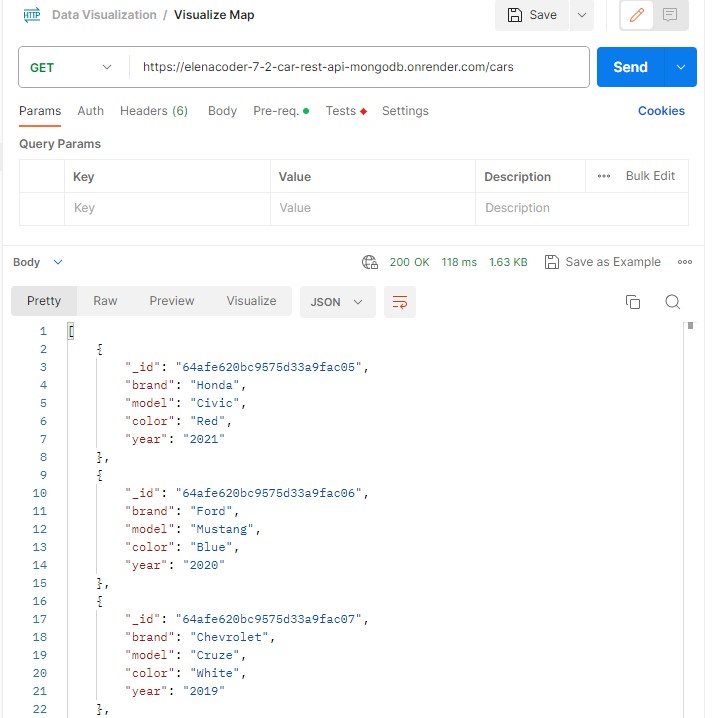 HTTP Data Visualization / Visualize Map Save
GET https://elenacoder-7-2-car-rest-api-mongodb.onrender.com/cars Send
Params Auth Headers (6) Body Pre-req. Tests Settings Cookies
Query Params
Key Value Description Bulk Edit
Key Value Description
Body 200 OK 118 ms 1.63 KB Save as Example
Pretty Raw Preview Visualize JSON
1 [
2 {
3 "_id": "64afe620bc9575d33a9fac05",
4 "brand": "Honda",
5 "model": "Civic",
6 "color": "Red",
7 "year": "2021"
8 },
9 {
10 "_id": "64afe620bc9575d33a9fac06",
11 "brand": "Ford",
12 "model": "Mustang",
13 "color": "Blue",
14 "year": "2020"
15 },
16 {
17 "_id": "64afe620bc9575d33a9fac07",
18 "brand": "Chevrolet",
19 "model": "Cruze",
20 "color": "White",
21 "year": "2019"
22 },